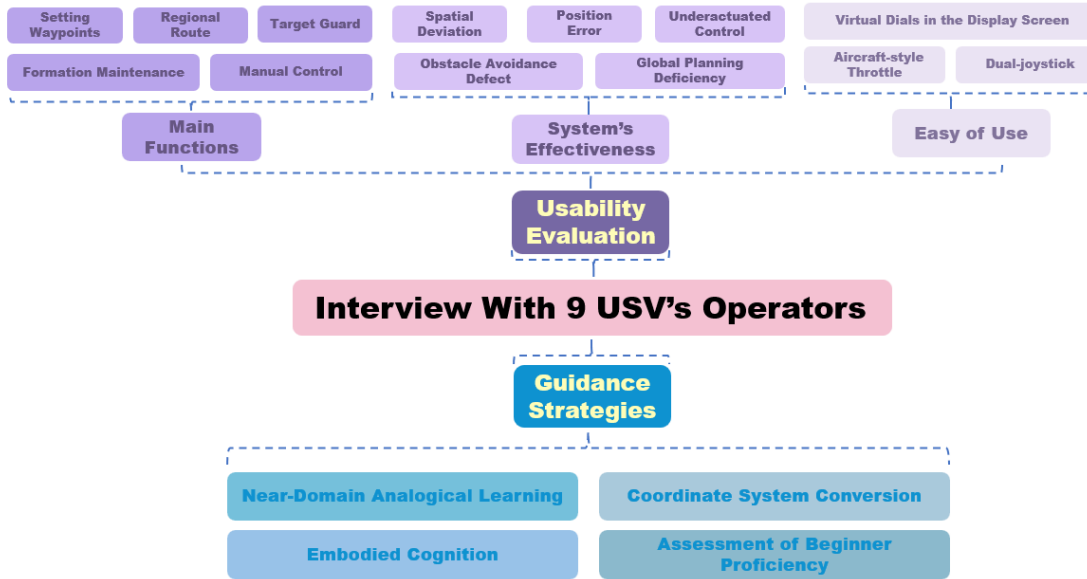 Setting
Waypoints
Regional
Route
Target Guard
Formation Maintenance
Manual Control
Main
Functions
Spatial
Deviation
Position
Error
Underactuated
Control
Obstacle Avoidance
Defect
Global Planning
Deficiency
System's
Effectiveness
Virtual Dials in the Display Screen
Aircraft-style
Throttle
Dual-joystick
Easy of Use
Usability
Evaluation
Interview With 9 USV's Operators
Guidance
Strategies
Near-Domain Analogical Learning
Coordinate System Conversion
Embodied Cognition
Assessment of Beginner
Proficiency